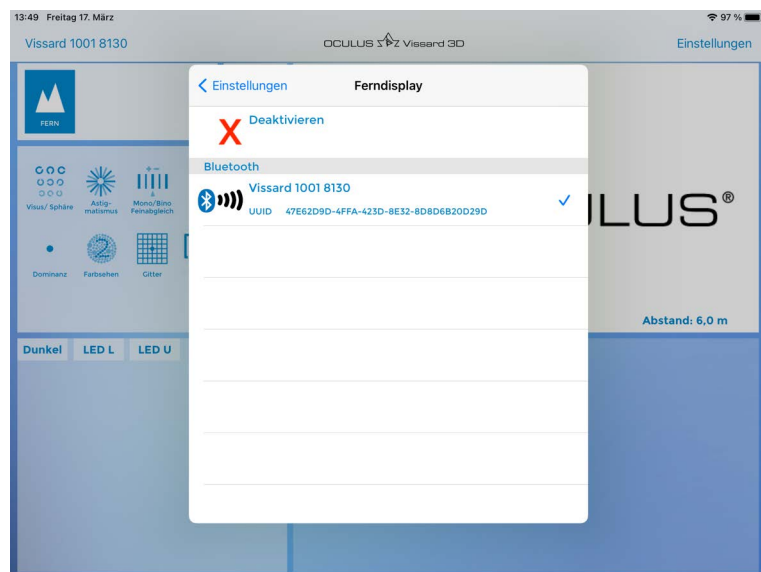 13:49 Freitag 17. März
97 %
Vissard 1001 8130
OCULUS SZ Vissard 3D
Einstellungen
FERN
Visus/ Sphäre
Astig-
matismus
Mono/Bino
Feinabgleich
Dominanz
Farbsehen
Gitter
Einstellungen
Ferndisplay
X
Deaktivieren
Bluetooth
Vissard 1001 8130
UUID 47E62D9D-4FFA-423D-8E32-8D8D6B20D29D
ULUS®
Abstand: 6,0 m
Dunkel
LED L
LED U